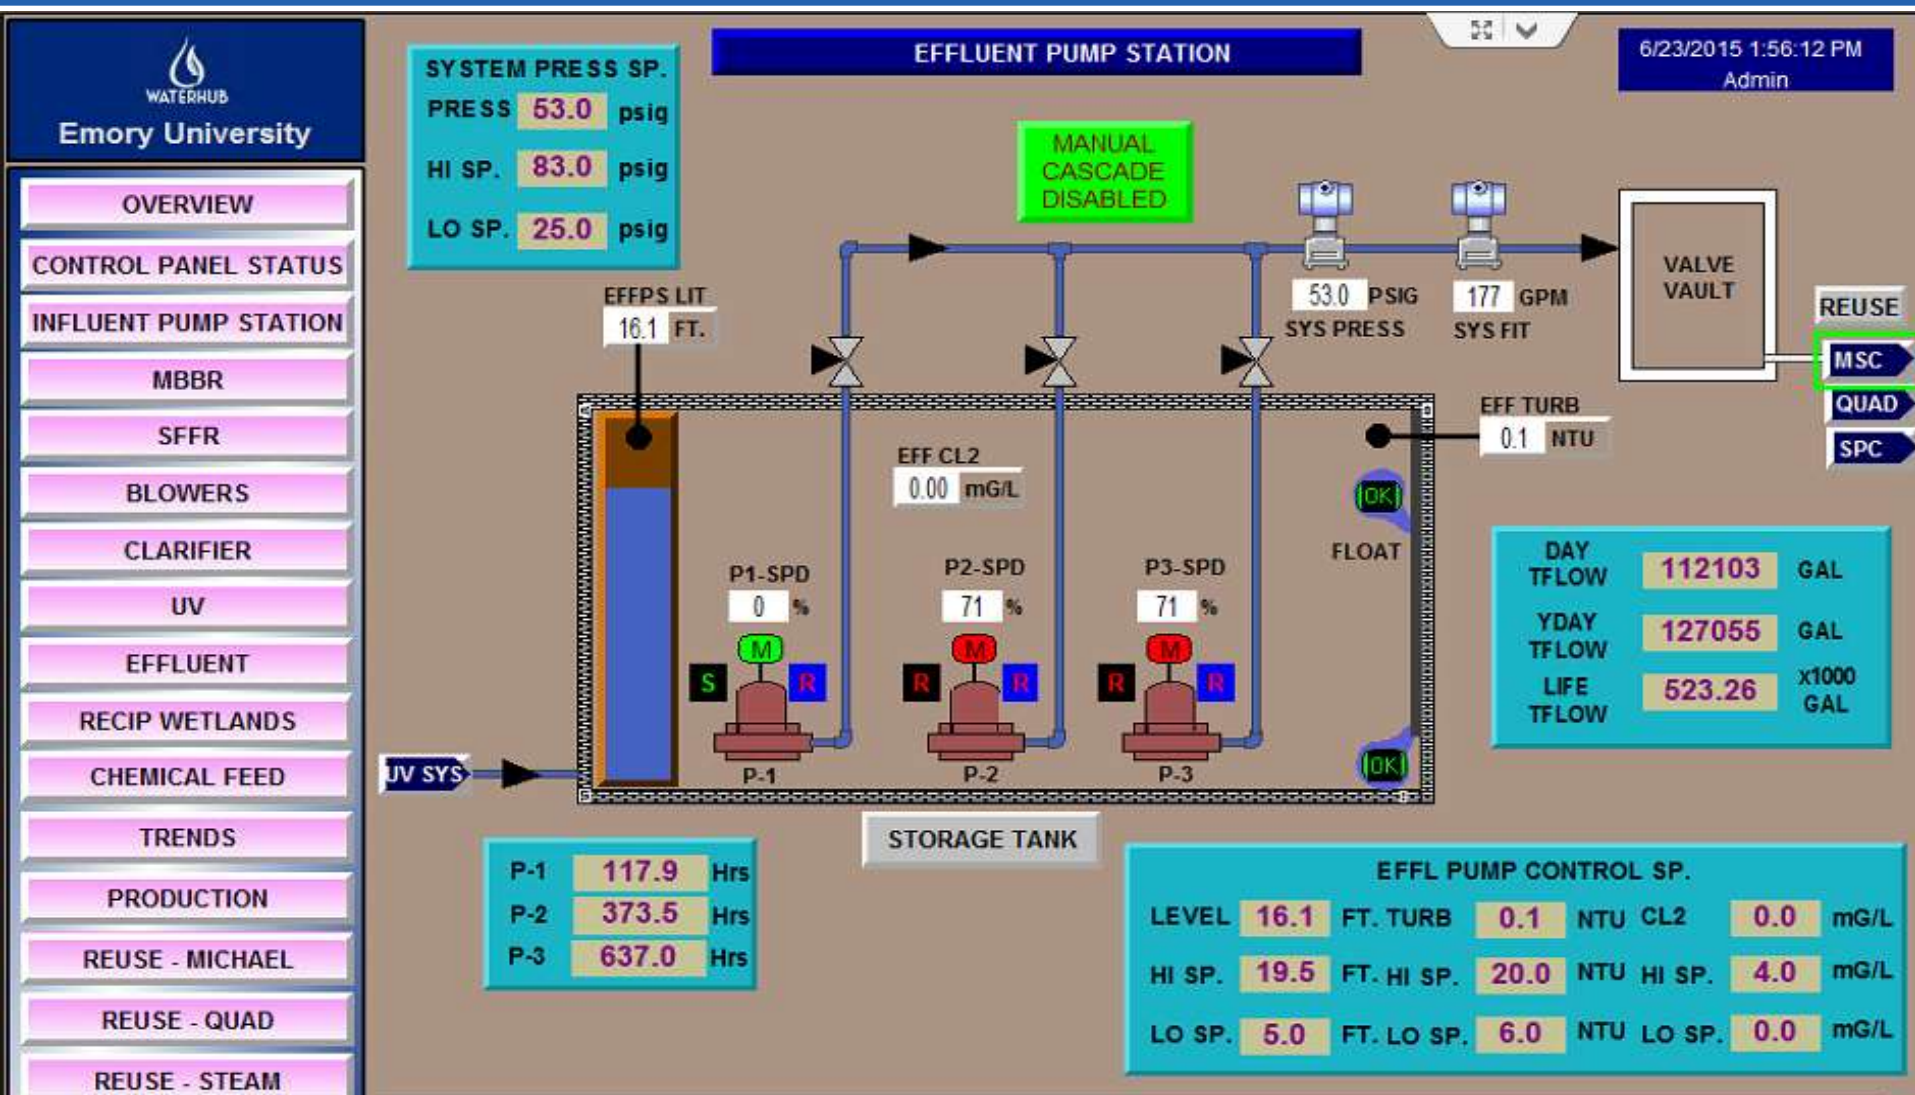 WATERHUB
Emory University
OVERVIEW
CONTROL PANEL STATUS
INFLUENT PUMP STATION
MBBR
SFFR
BLOWERS
CLARIFIER
UV
EFFLUENT
RECIP WETLANDS
CHEMICAL FEED
TRENDS
PRODUCTION
REUSE - MICHAEL
REUSE - QUAD
REUSE - STEAM
SYSTEM PRESS SP.
PRESS 53.0 psig
HI SP. 83.0 psig
LO SP. 25.0 psig
EFFLUENT PUMP STATION
6/23/2015 1:56:12 PM
Admin
MANUAL
CASCADE
DISABLED
EFFPS LIT
16.1 FT.
53.0 PSIG
SYS PRESS
177 GPM
SYS FIT
VALVE
VAULT
REUSE
MSC
QUAD
SPC
EFF TURB
0.1 NTU
EFF CL2
0.00 mG/L
OK
FLOAT
OK
P1-SPD
0 %
M
S R
P-1
P2-SPD
71 %
M
R R
P-2
P3-SPD
71 %
M
R R
P-3
UV SYS
STORAGE TANK
DAY
TFLOW 112103 GAL
YDAY
TFLOW 127055 GAL
LIFE
TFLOW 523.26 x1000
GAL
P-1 117.9 Hrs
P-2 373.5 Hrs
P-3 637.0 Hrs
EFFL PUMP CONTROL SP.
LEVEL 16.1 FT. TURB 0.1 NTU CL2 0.0 mG/L
HI SP. 19.5 FT. HI SP. 20.0 NTU HI SP. 4.0 mG/L
LO SP. 5.0 FT. LO SP. 6.0 NTU LO SP. 0.0 mG/L